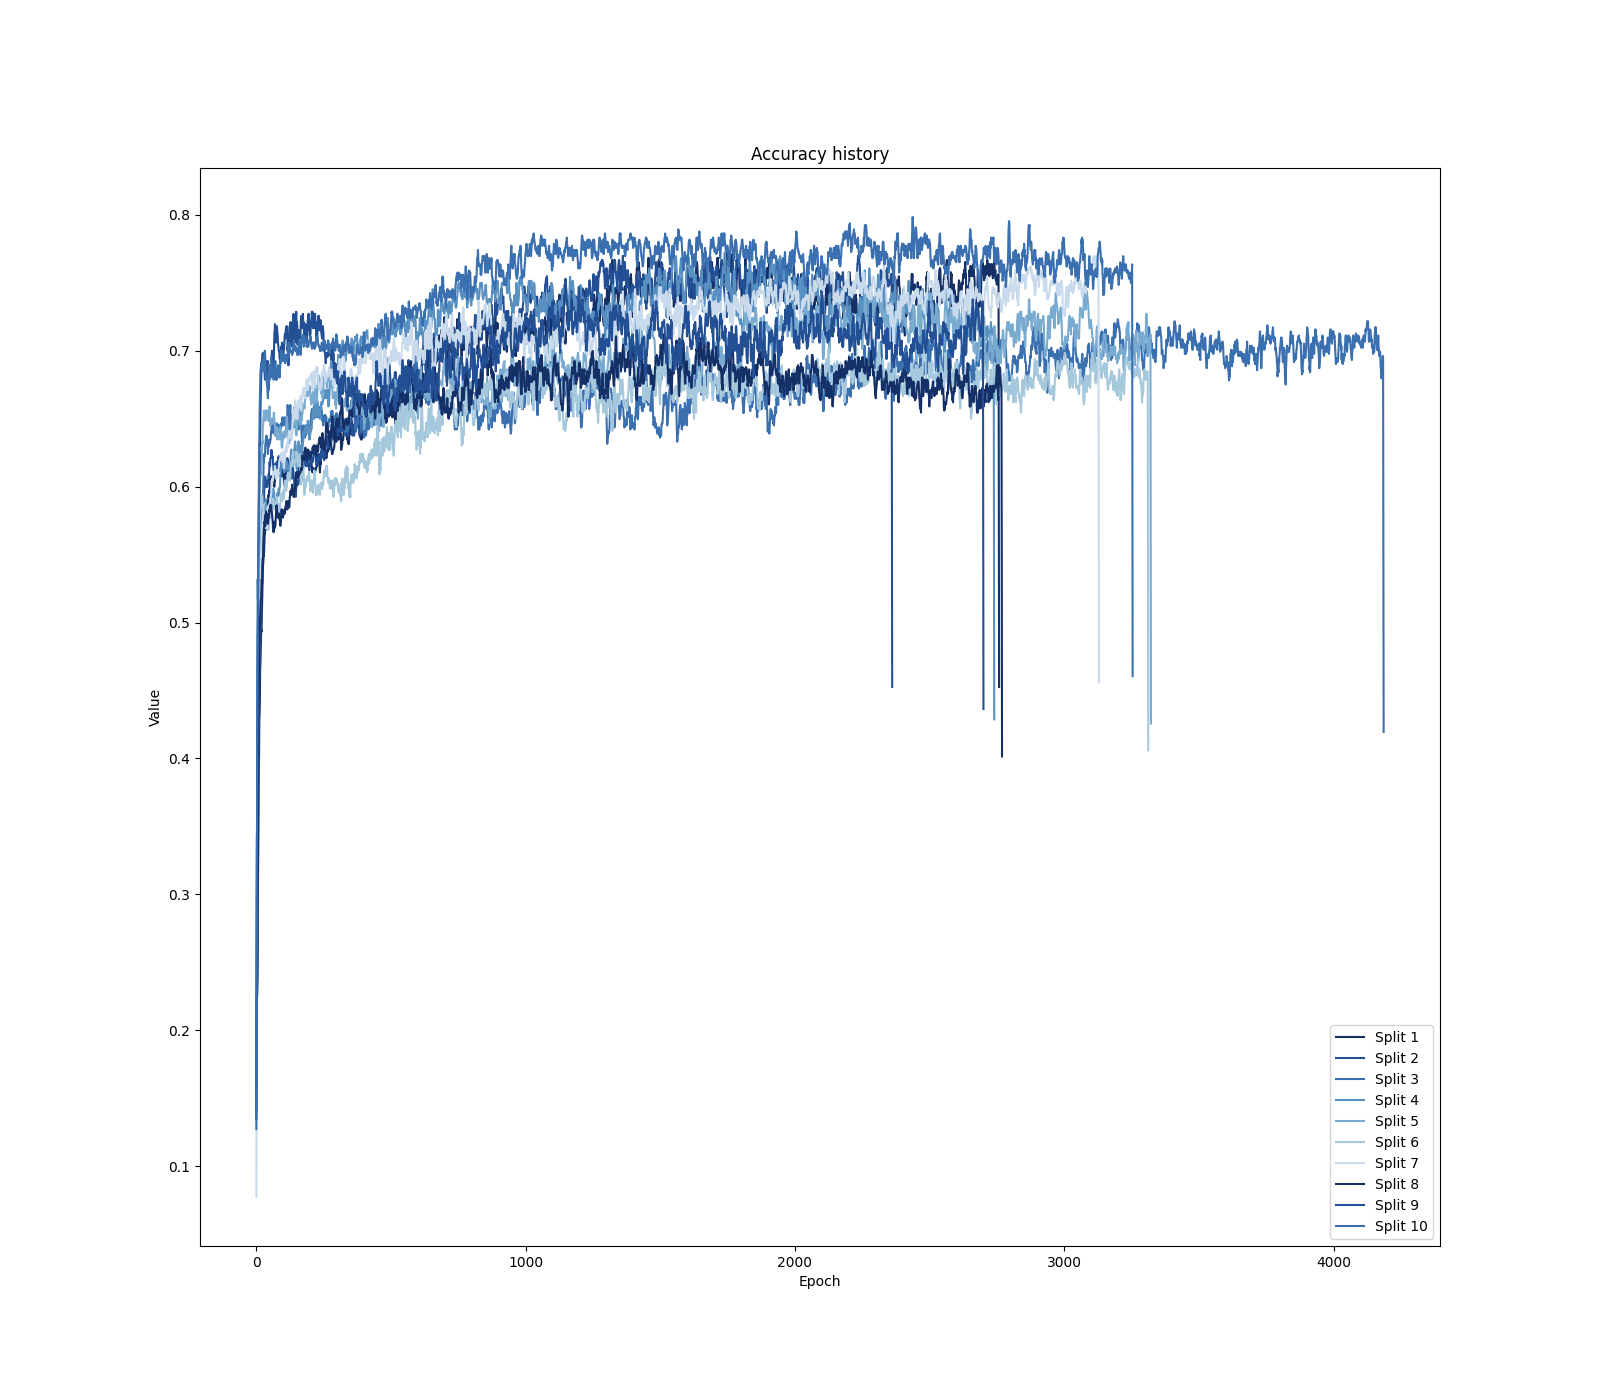 Accuracy history
0.8
0.7
0.6
0.5
0.4
0.3
0.2
0.1
Value
0 1000 2000 3000 4000
Epoch
Split 1
Split 2
Split 3
Split 4
Split 5
Split 6
Split 7
Split 8
Split 9
Split 10